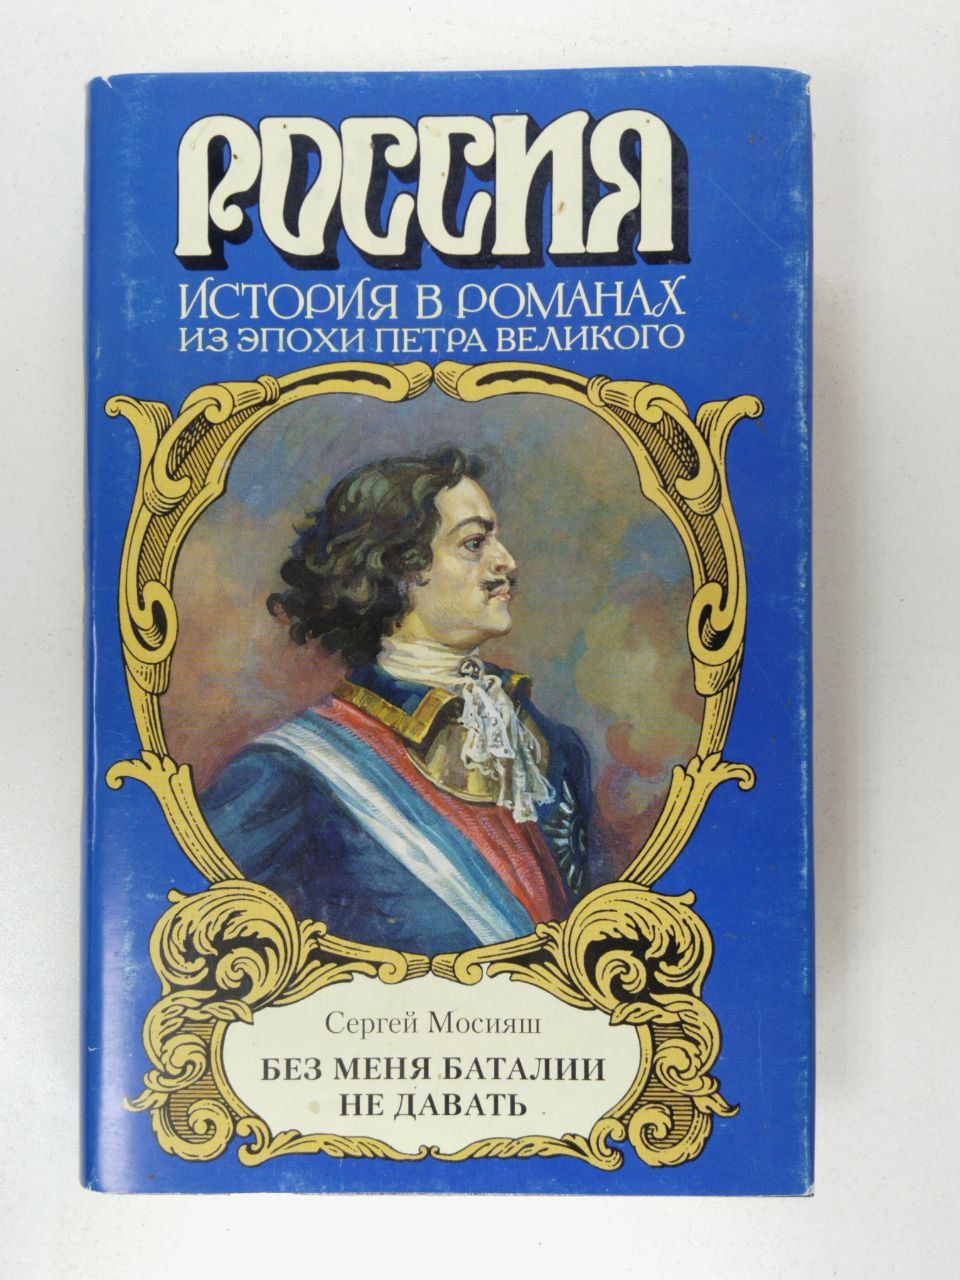 РОССИЯ
ИСТОРИЯ В РОМАНАХ
ИЗ ЭПОХИ ПЕТРА ВЕЛИКОГО
Сергей Мосияш
БЕЗ МЕНЯ БАТАЛИИ
НЕ ДАВАТЬ